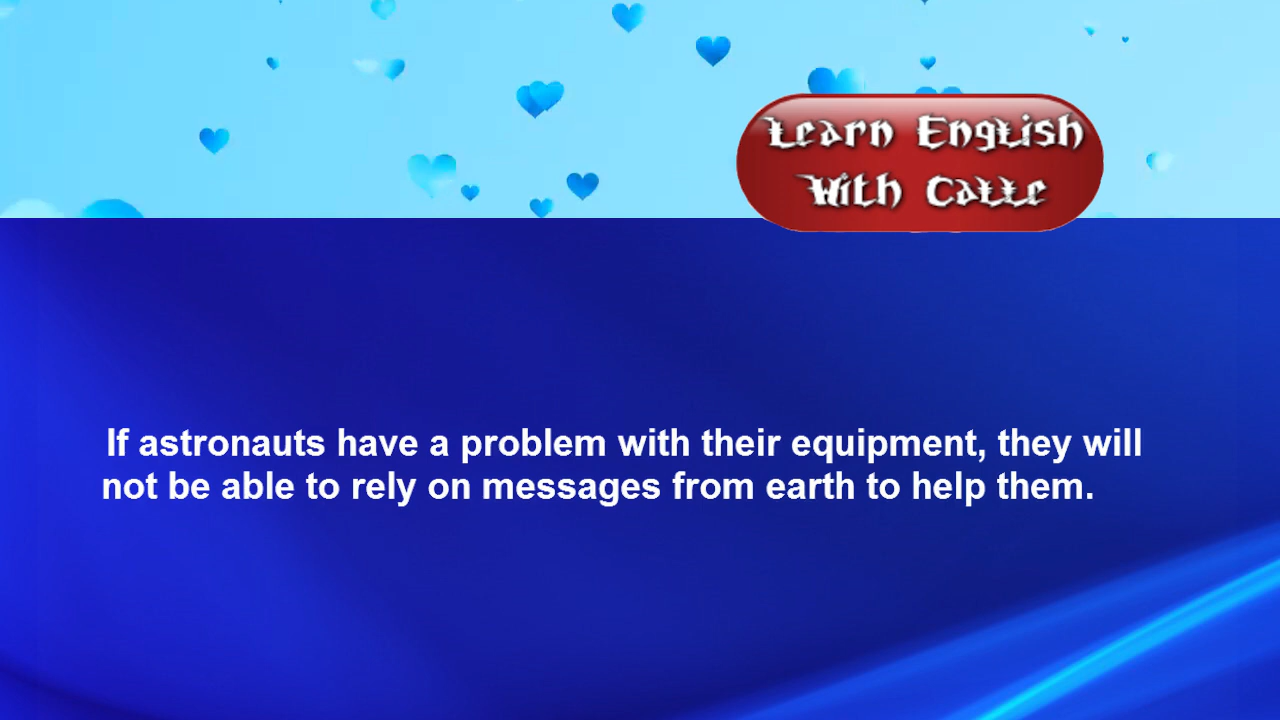 Learn English
With Catte
If astronauts have a problem with their equipment, they will
not be able to rely on messages from earth to help them.